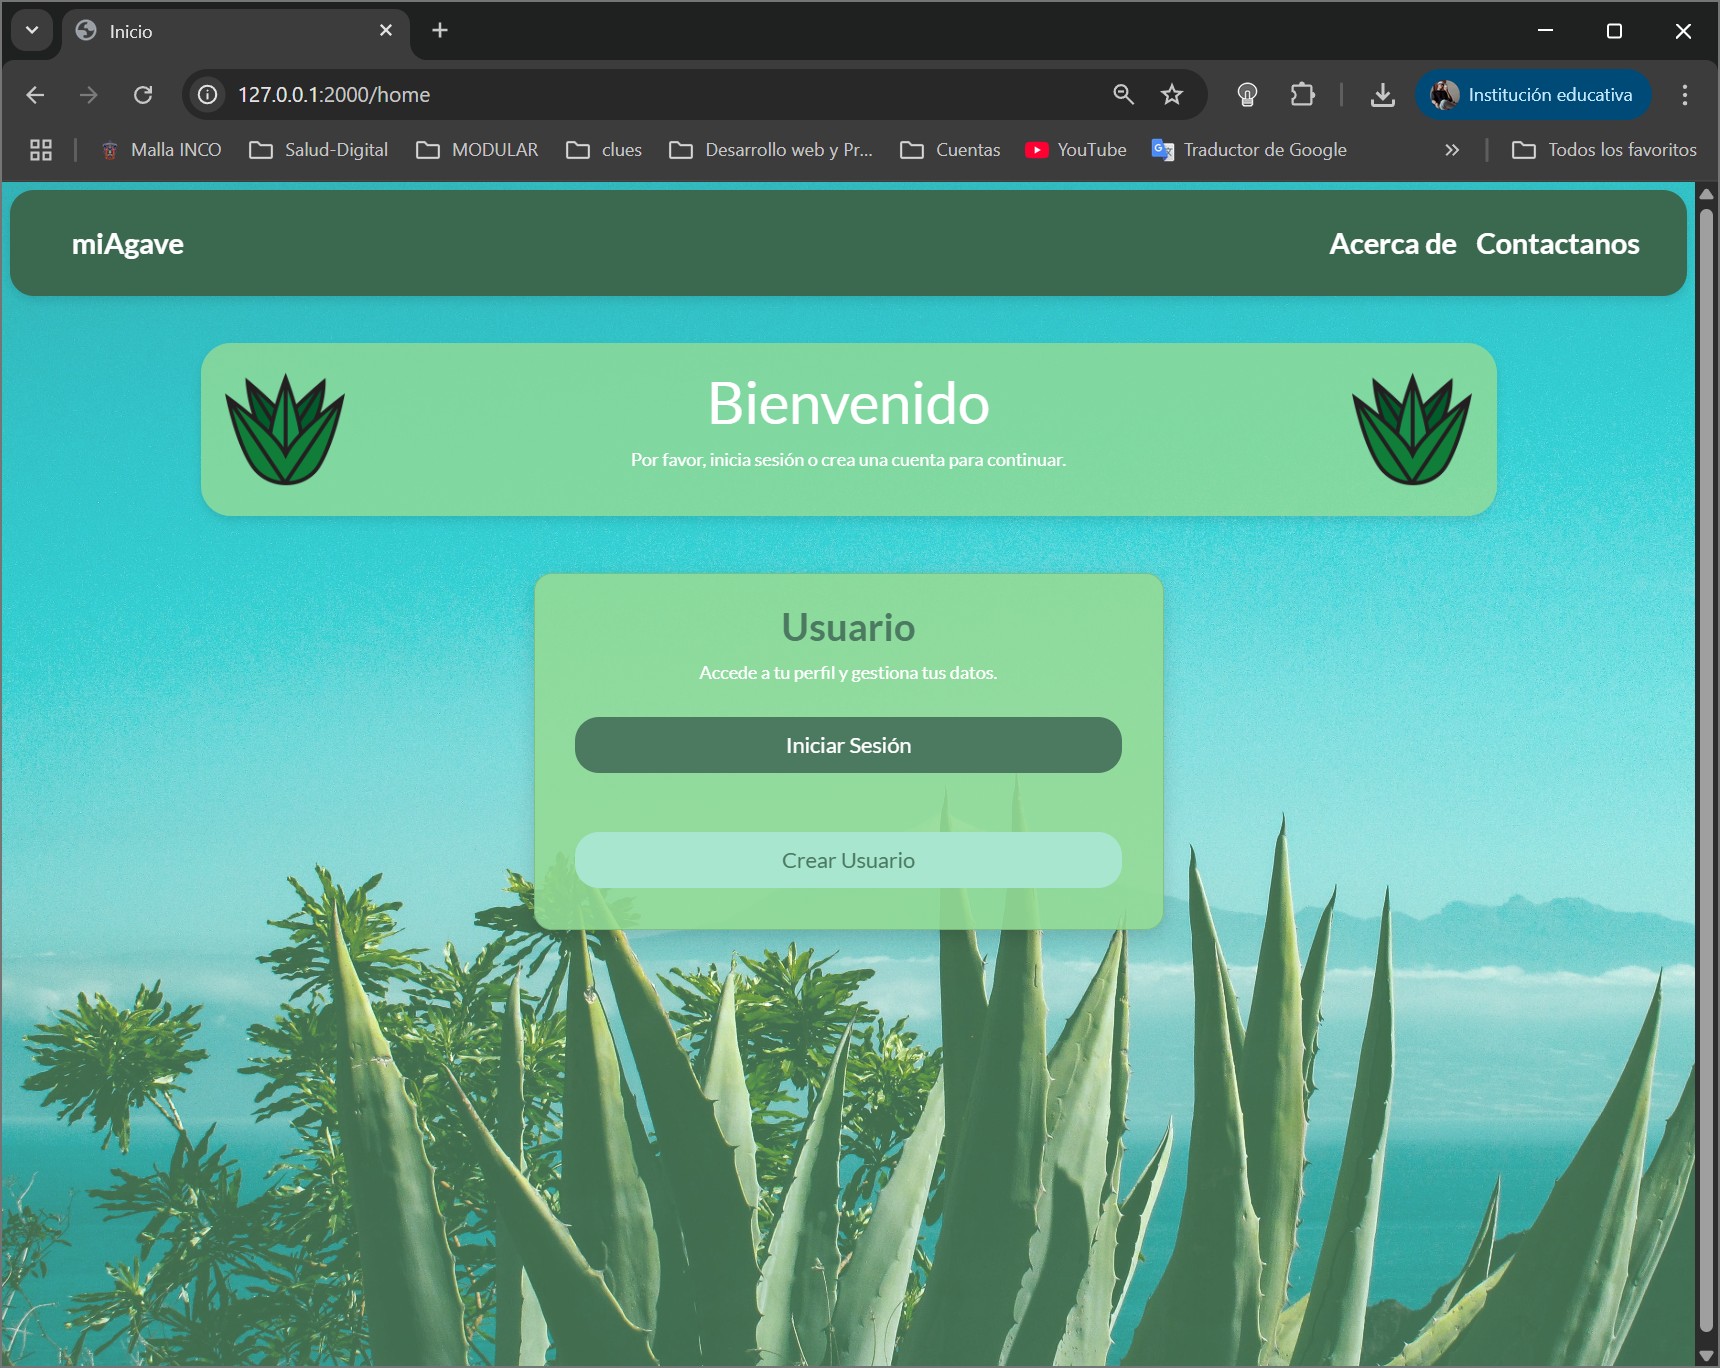 Inicio
127.0.0.1:2000/home
Institución educativa
Malla INCO
Salud-Digital
MODULAR
clues
Desarrollo web y Pr...
Cuentas
YouTube
Traductor de Google
Todos los favoritos
miAgave
Acerca de
Contactanos
Bienvenido
Por favor, inicia sesión o crea una cuenta para continuar.
Usuario
Accede a tu perfil y gestiona tus datos.
Iniciar Sesión
Crear Usuario